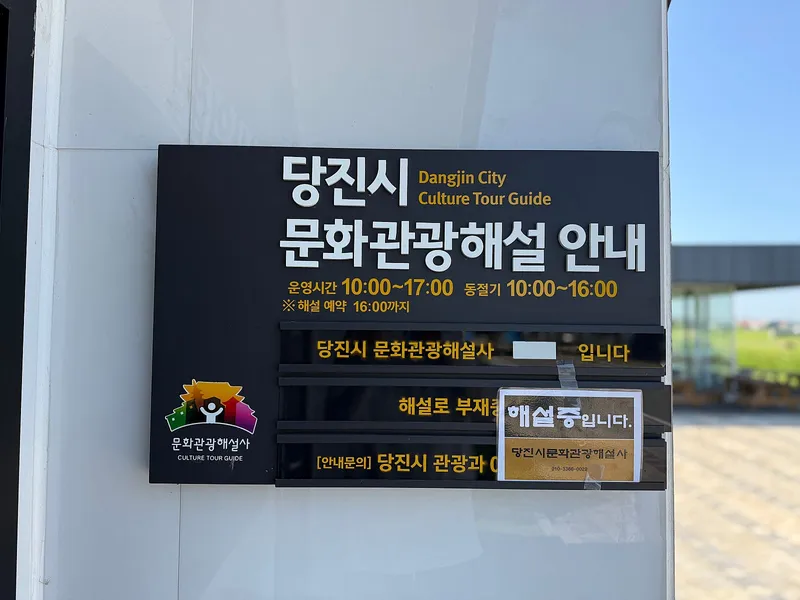 당진시
Dangjin City
Culture Tour Guide
문화관광해설 안내
운영시간 10:00~17:00 동절기 10:00~16:00
※ 해설 예약 16:00까지
당진시 문화관광해설사 입니다
해설로 부재중
[안내문의] 당진시 관광과 0
해설중입니다.
당진시문화관광해설사
문화관광해설사
CULTURE TOUR GUIDE